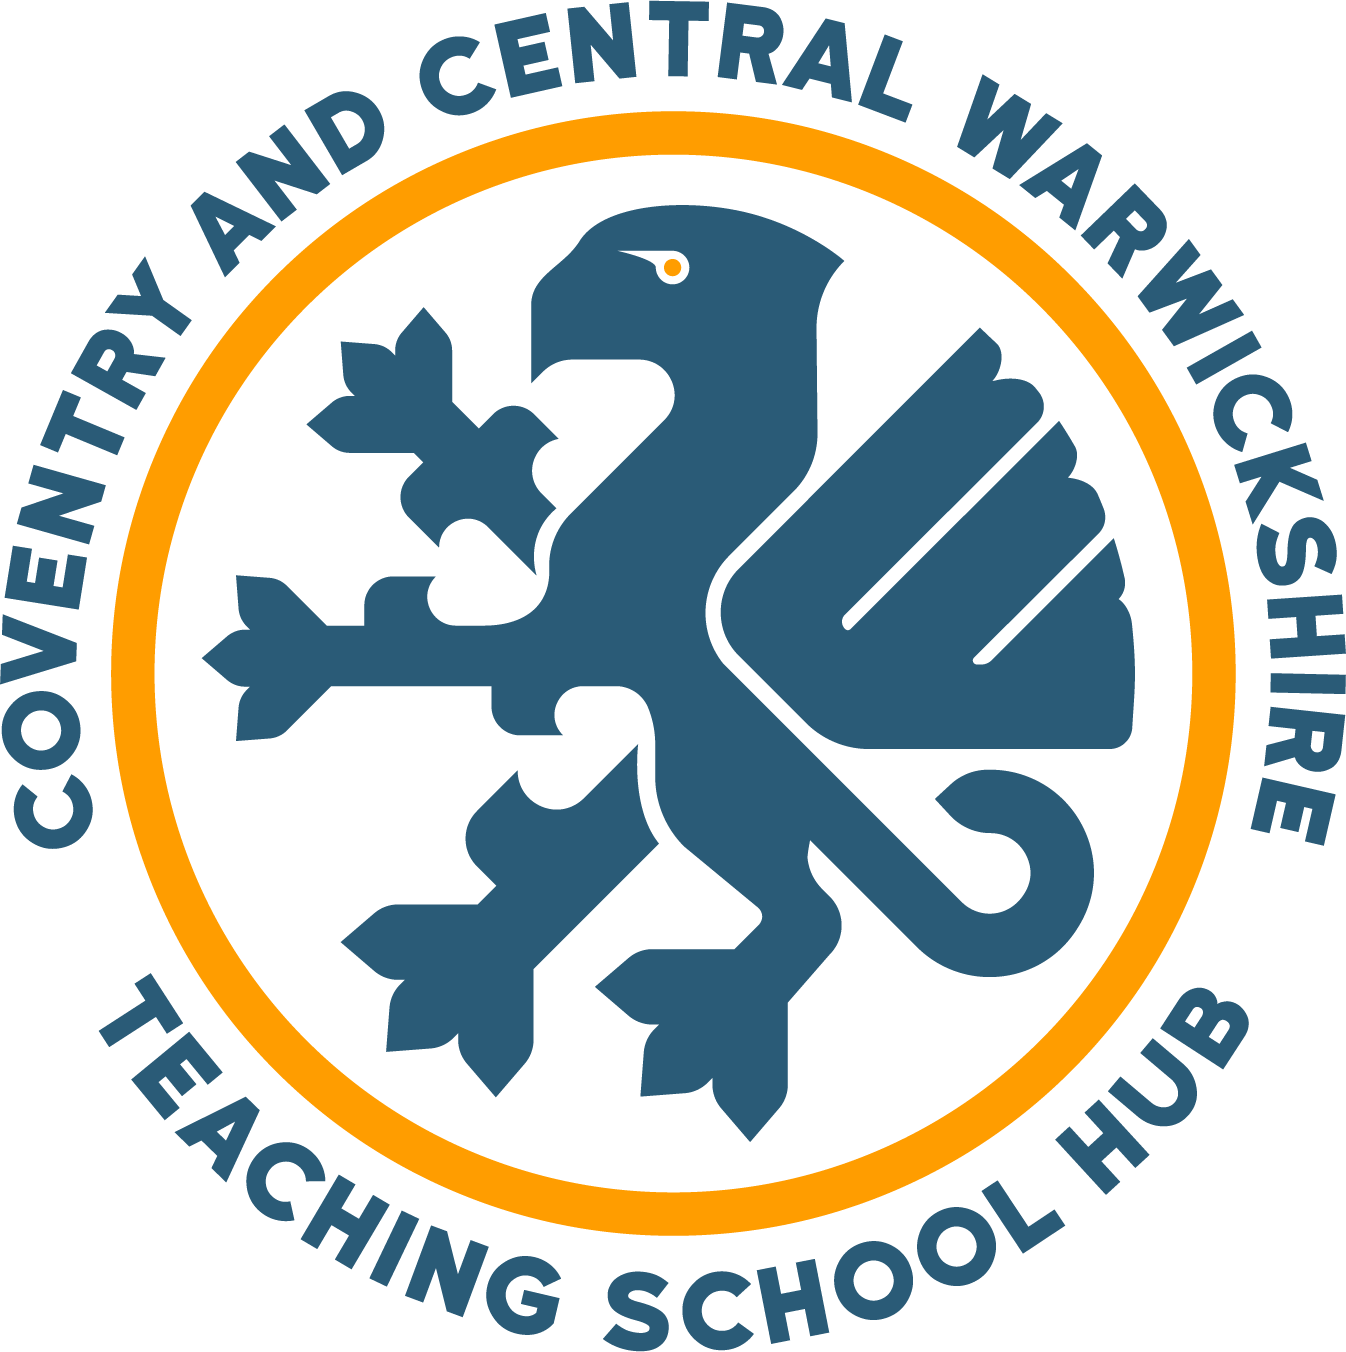 COVENTRY AND CENTRAL WARWICKSHIRE
TEACHING SCHOOL HUB